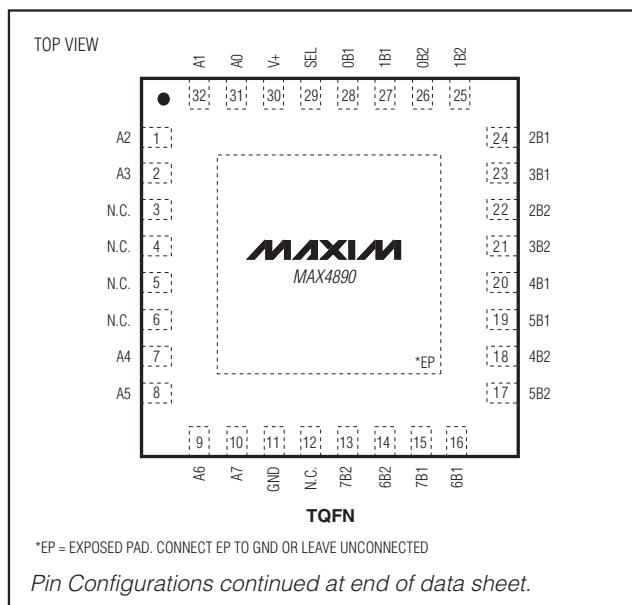 TOP VIEW
A1 A0 V+ SEL 0B1 1B1 0B2 1B2
32 31 30 29 28 27 26 25
A2 1
A3 2
N.C. 3
N.C. 4
N.C. 5
N.C. 6
A4 7
A5 8
24 2B1
23 3B1
22 2B2
21 3B2
20 4B1
19 5B1
18 4B2
17 5B2
MAXIM
MAX4890
*EP
9 10 11 12 13 14 15 16
A6 A7 GND N.C. 7B2 6B2 7B1 6B1
TQFN
*EP = EXPOSED PAD. CONNECT EP TO GND OR LEAVE UNCONNECTED
Pin Configurations continued at end of data sheet.